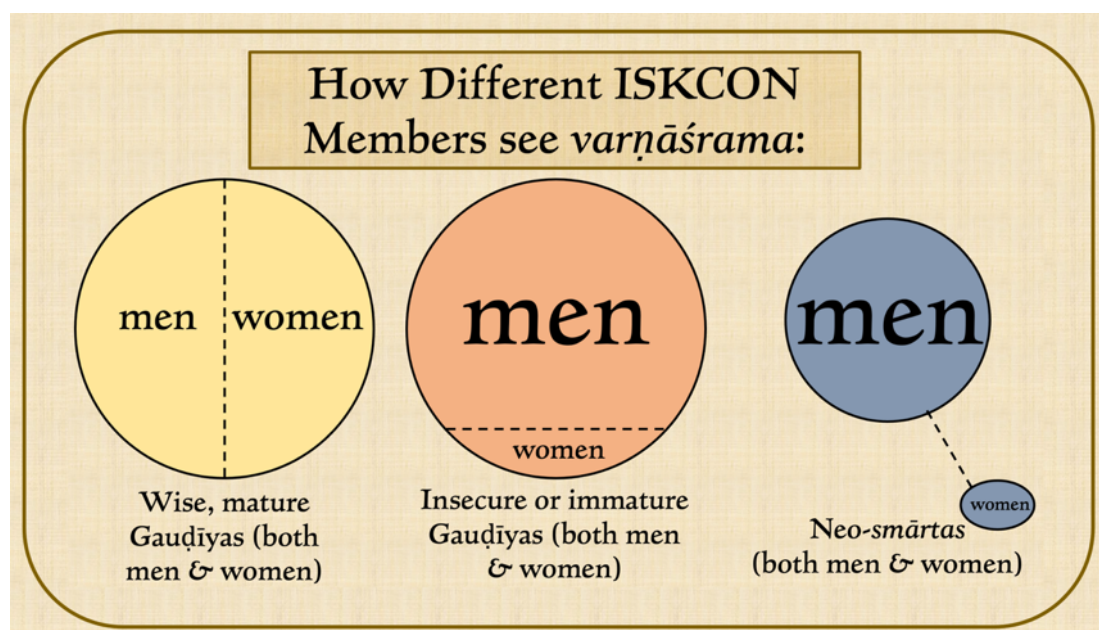 How Different ISKCON
Members see varṇāśrama:
men
women
Wise, mature
Gauḍīyas (both
men & women)
men
women
Insecure or immature
Gauḍīyas (both men
& women)
men
women
Neo-smārtas
(both men & women)